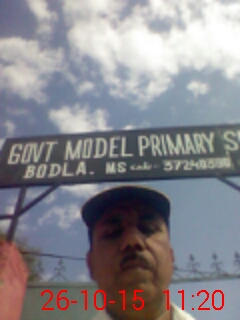 GOVT MODEL PRIMARY S
BODLA. MS
26-10-15 11:20